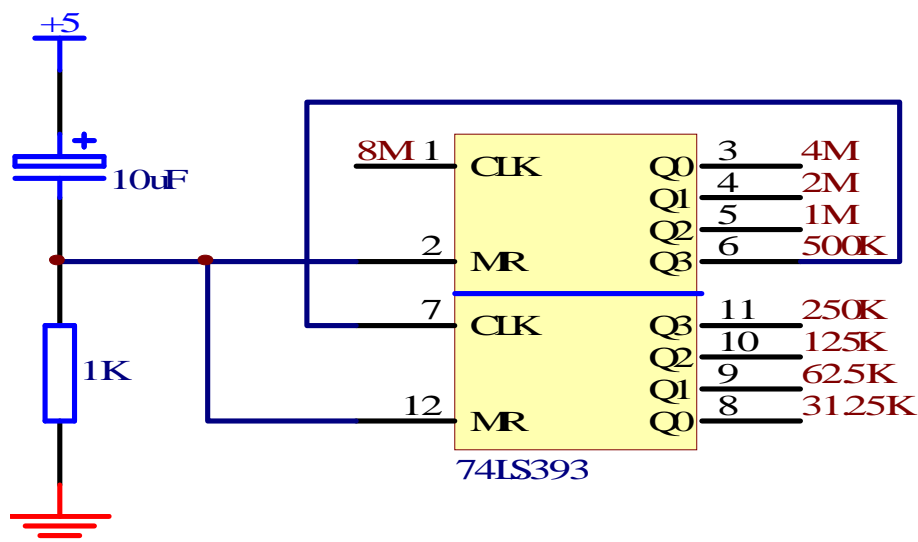 +5
10uF
1K
8M 1 CLK Q0 3 4M
Q1 4 2M
Q2 5 1M
2 MR Q3 6 500K
7 CLK Q3 11 250K
Q2 10 125K
Q1 9 625K
12 MR Q0 8 3125K
74LS393